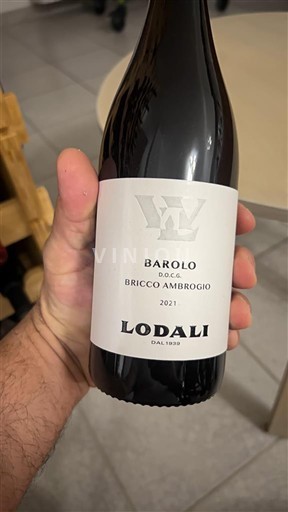 BAROLO
D.O.C.G.
BRICCO AMBROGIO
2021
LODALI
DAL 1939